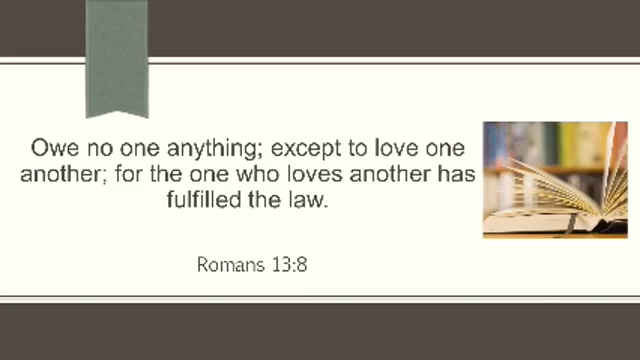 Owe no one anything; except to love one
another; for the one who loves another has
fulfilled the law.
Romans 13:8